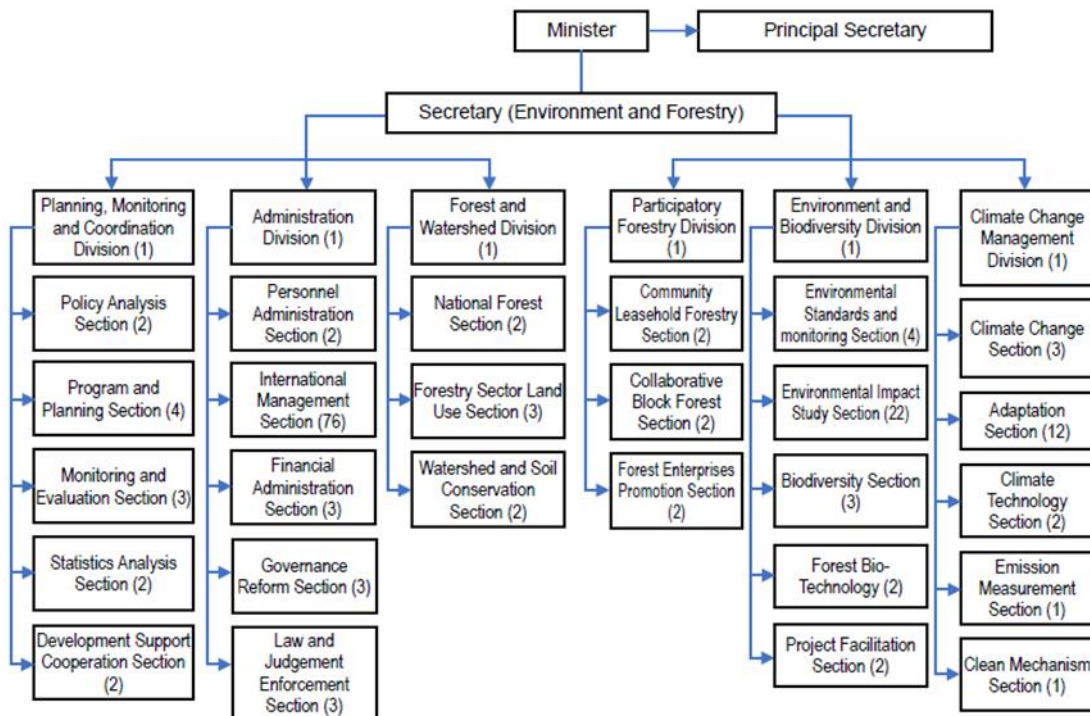 Minister
Principal Secretary
Secretary (Environment and Forestry)
Planning, Monitoring
and Coordination
Division (1)
Policy Analysis
Section (2)
Program and
Planning Section (4)
Monitoring and
Evaluation Section (3)
Statistics Analysis
Section (2)
Development Support
Cooperation Section
(2)
Administration
Division (1)
Personnel
Administration
Section (2)
International
Management
Section (76)
Financial
Administration
Section (3)
Governance
Reform Section (3)
Law and
Judgement
Enforcement
Section (3)
Forest and
Watershed Division
(1)
National Forest
Section (2)
Forestry Sector Land
Use Section (3)
Watershed and Soil
Conservation
Section (2)
Participatory
Forestry Division
(1)
Community
Leasehold Forestry
Section (2)
Collaborative
Block Forest
Section (2)
Forest Enterprises
Promotion Section
(2)
Environment and
Biodiversity Division
(1)
Environmental
Standards and
monitoring Section (4)
Environmental Impact
Study Section (22)
Biodiversity Section
(3)
Forest Bio-
Technology (2)
Project Facilitation
Section (2)
Climate Change
Management
Division (1)
Climate Change
Section (3)
Adaptation
Section (12)
Climate
Technology
Section (2)
Emission
Measurement
Section (1)
Clean Mechanism
Section (1)